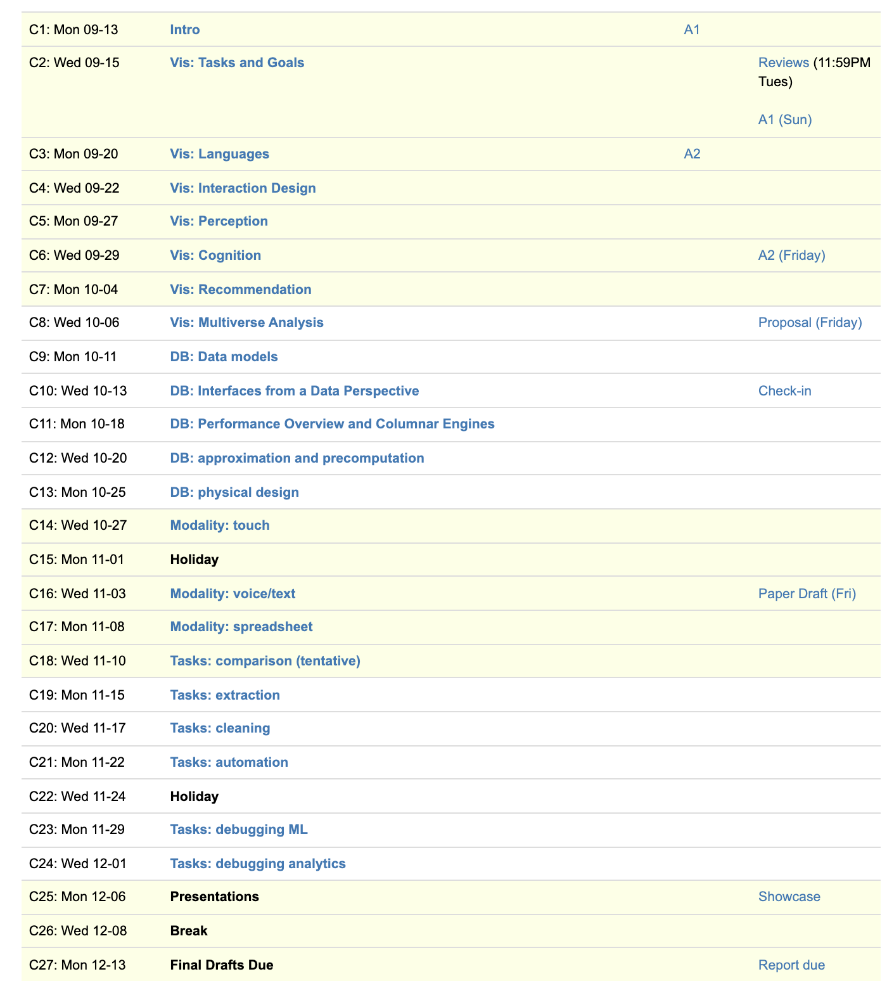 C1: Mon 09-13 Intro A1
C2: Wed 09-15 Vis: Tasks and Goals Reviews (11:59PM
Tues)
A1 (Sun)
C3: Mon 09-20 Vis: Languages A2
C4: Wed 09-22 Vis: Interaction Design
C5: Mon 09-27 Vis: Perception
C6: Wed 09-29 Vis: Cognition A2 (Friday)
C7: Mon 10-04 Vis: Recommendation
C8: Wed 10-06 Vis: Multiverse Analysis Proposal (Friday)
C9: Mon 10-11 DB: Data models
C10: Wed 10-13 DB: Interfaces from a Data Perspective Check-in
C11: Mon 10-18 DB: Performance Overview and Columnar Engines
C12: Wed 10-20 DB: approximation and precomputation
C13: Mon 10-25 DB: physical design
C14: Wed 10-27 Modality: touch
C15: Mon 11-01 Holiday
C16: Wed 11-03 Modality: voice/text Paper Draft (Fri)
C17: Mon 11-08 Modality: spreadsheet
C18: Wed 11-10 Tasks: comparison (tentative)
C19: Mon 11-15 Tasks: extraction
C20: Wed 11-17 Tasks: cleaning
C21: Mon 11-22 Tasks: automation
C22: Wed 11-24 Holiday
C23: Mon 11-29 Tasks: debugging ML
C24: Wed 12-01 Tasks: debugging analytics
C25: Mon 12-06 Presentations Showcase
C26: Wed 12-08 Break
C27: Mon 12-13 Final Drafts Due Report due